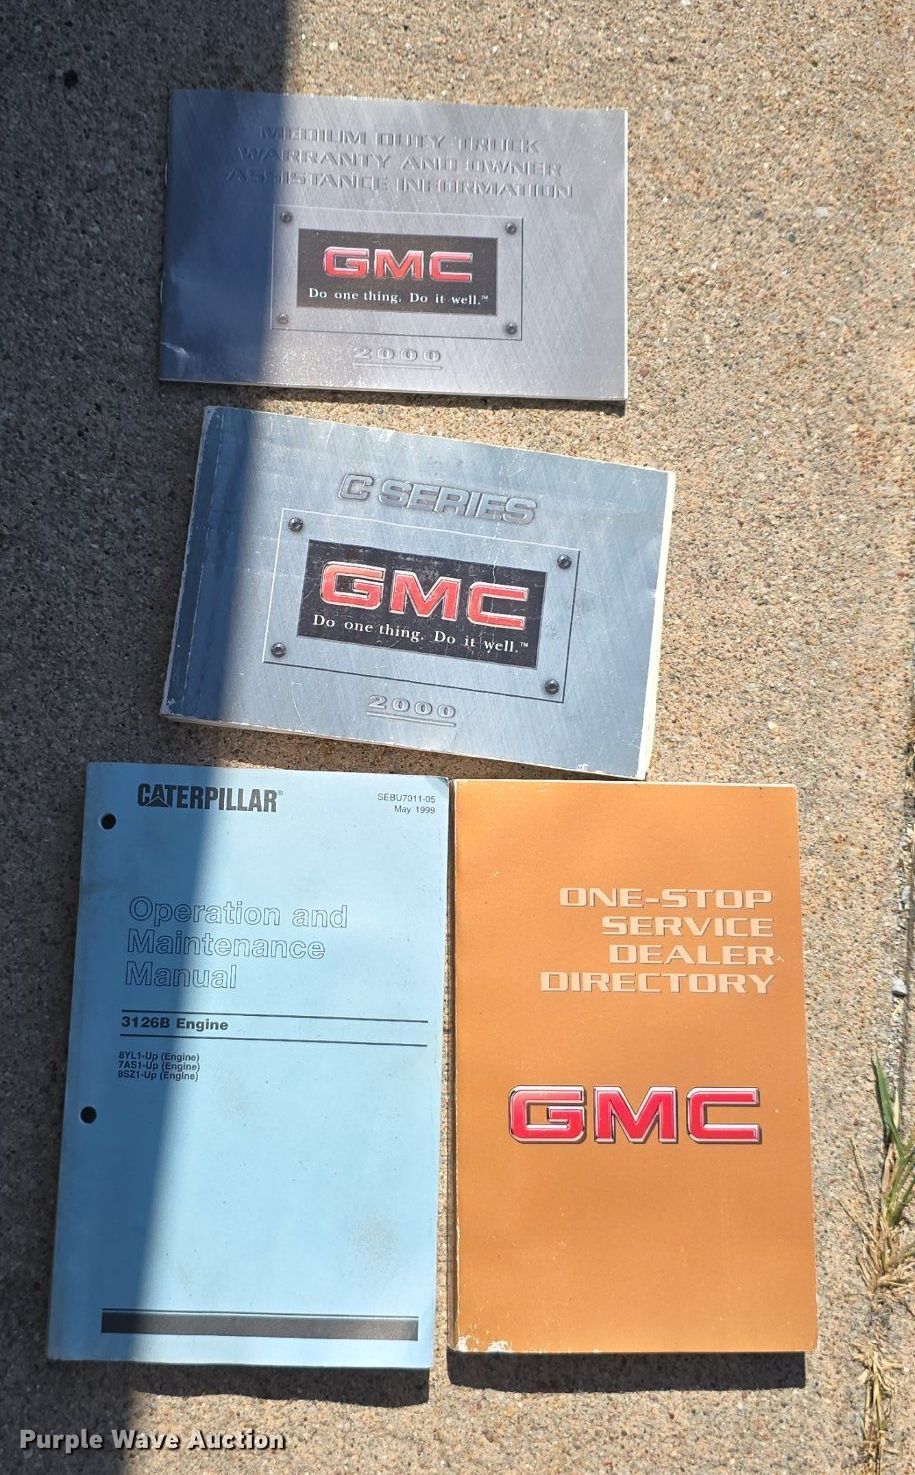 MEDIUM DUTY TRUCK
WARRANTY AND OWNER
ASSISTANCE INFORMATION
GMC
Do one thing. Do it well.™
2000
C SERIES
GMC
Do one thing. Do it well.™
2000
CATERPILLAR®
SEBU7011-05
May 1999
Operation and
Maintenance
Manual
3126B Engine
8YL1-Up (Engine)
7AS1-Up (Engine)
8SZ1-Up (Engine)
ONE-STOP
SERVICE
DEALER
DIRECTORY
GMC
Purple Wave Auction